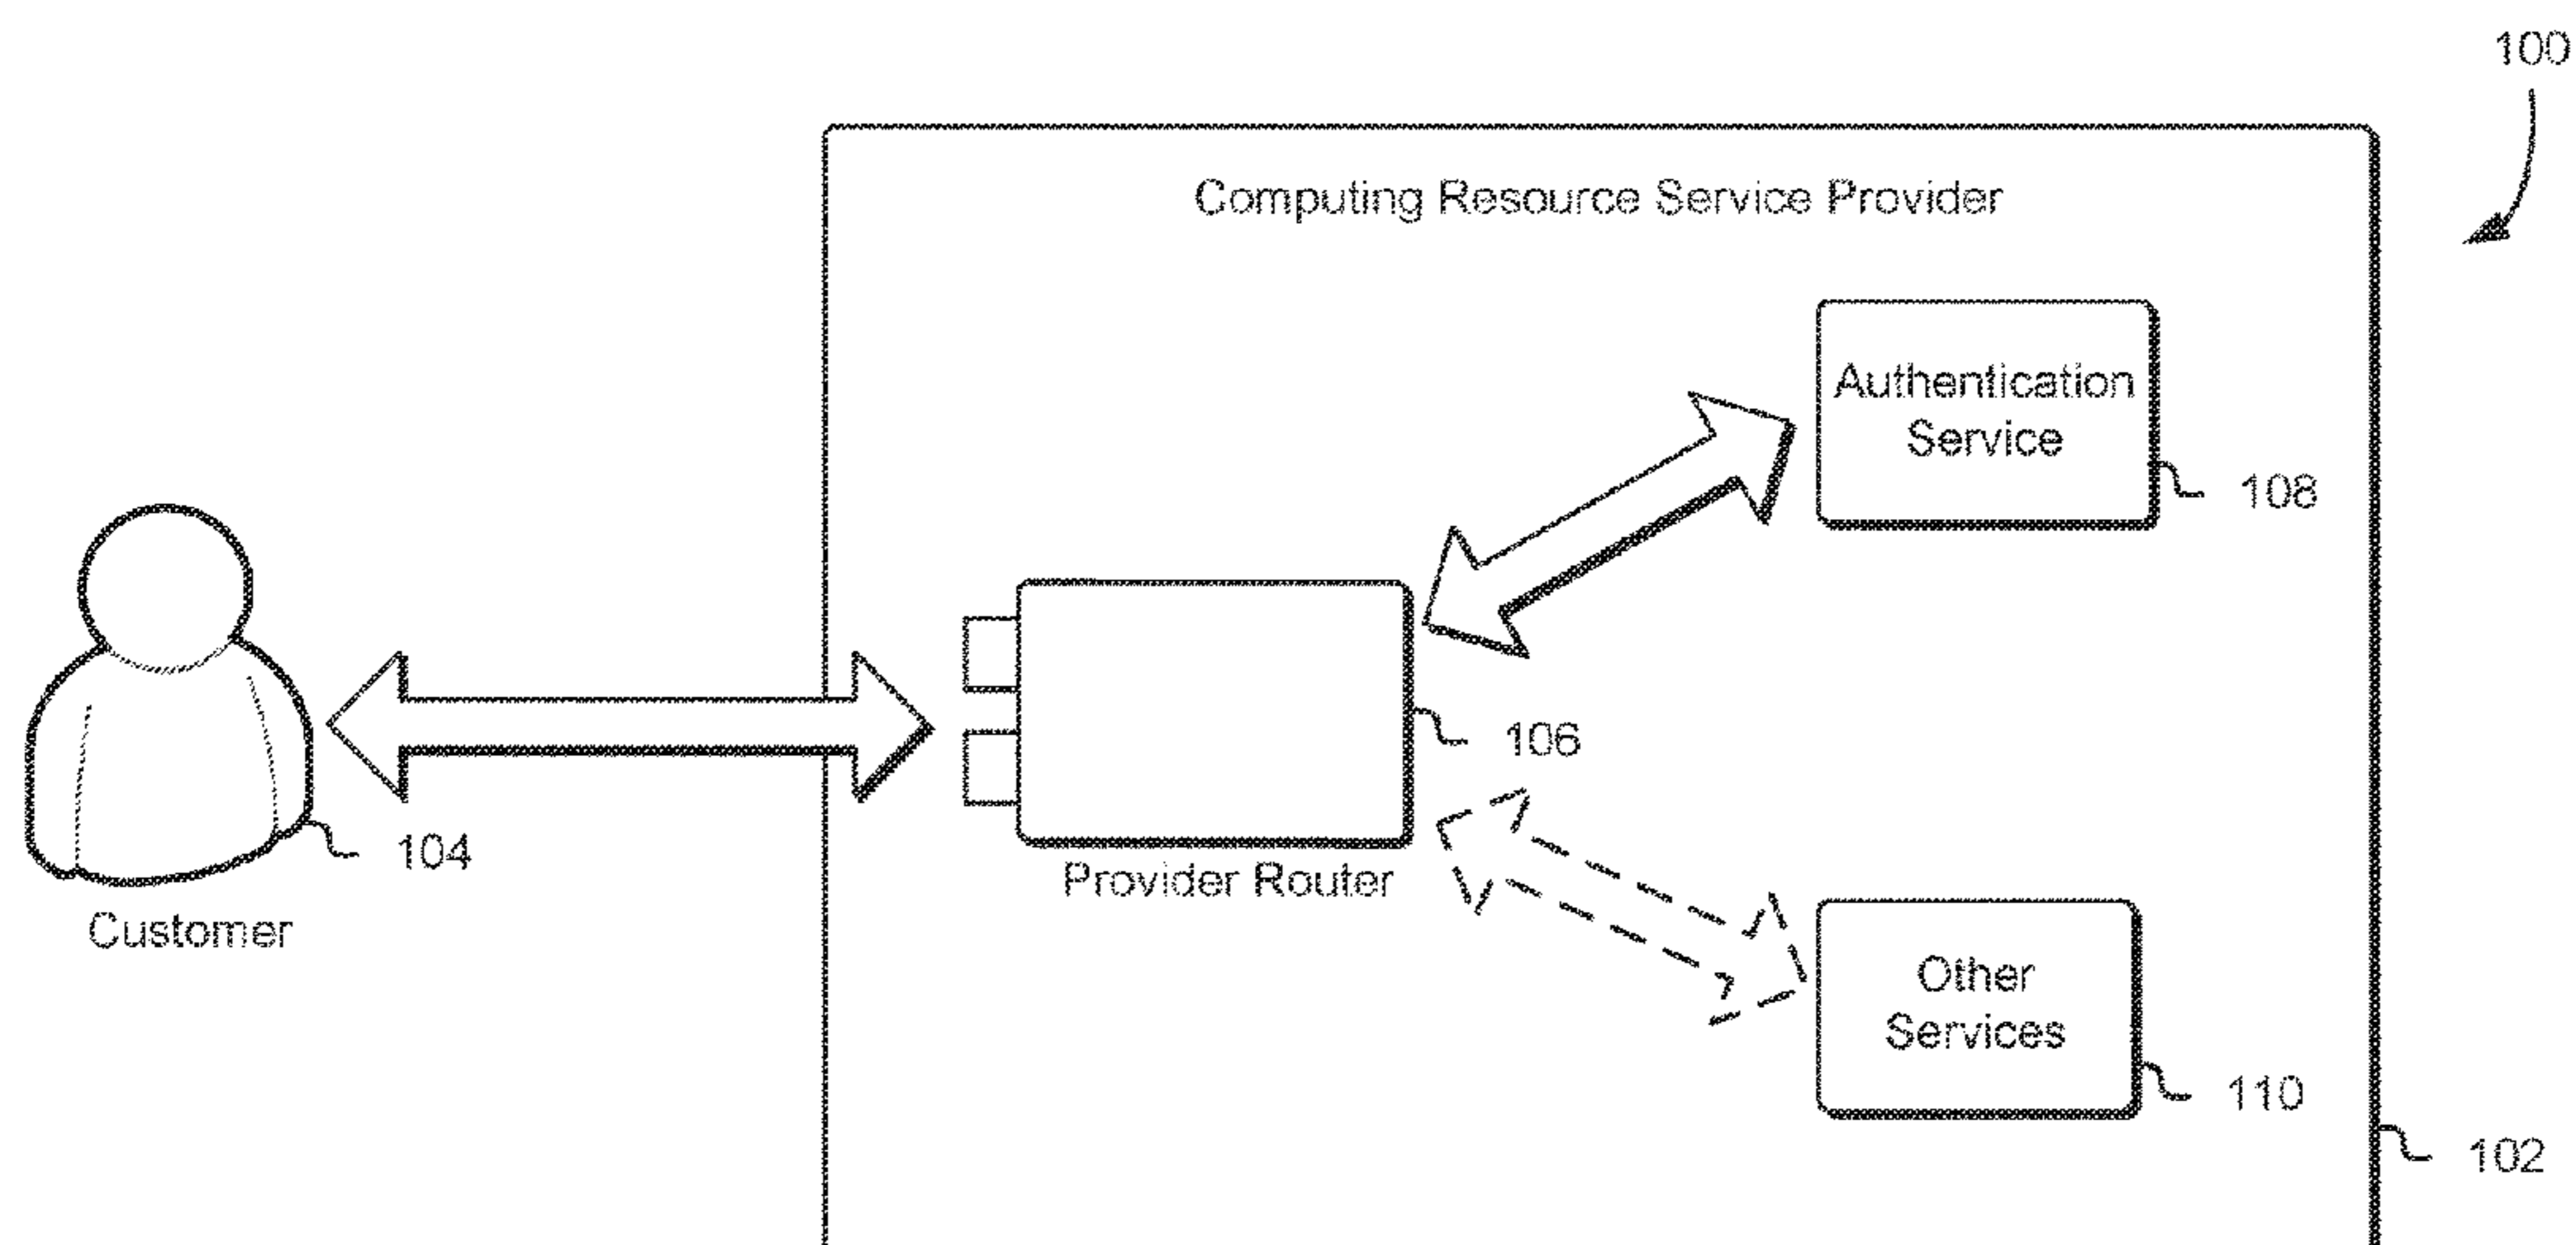 100
Computing Resource Service Provider
Authentication
Service
108
106
104
Provider Router
Customer
Other
Services
110
102